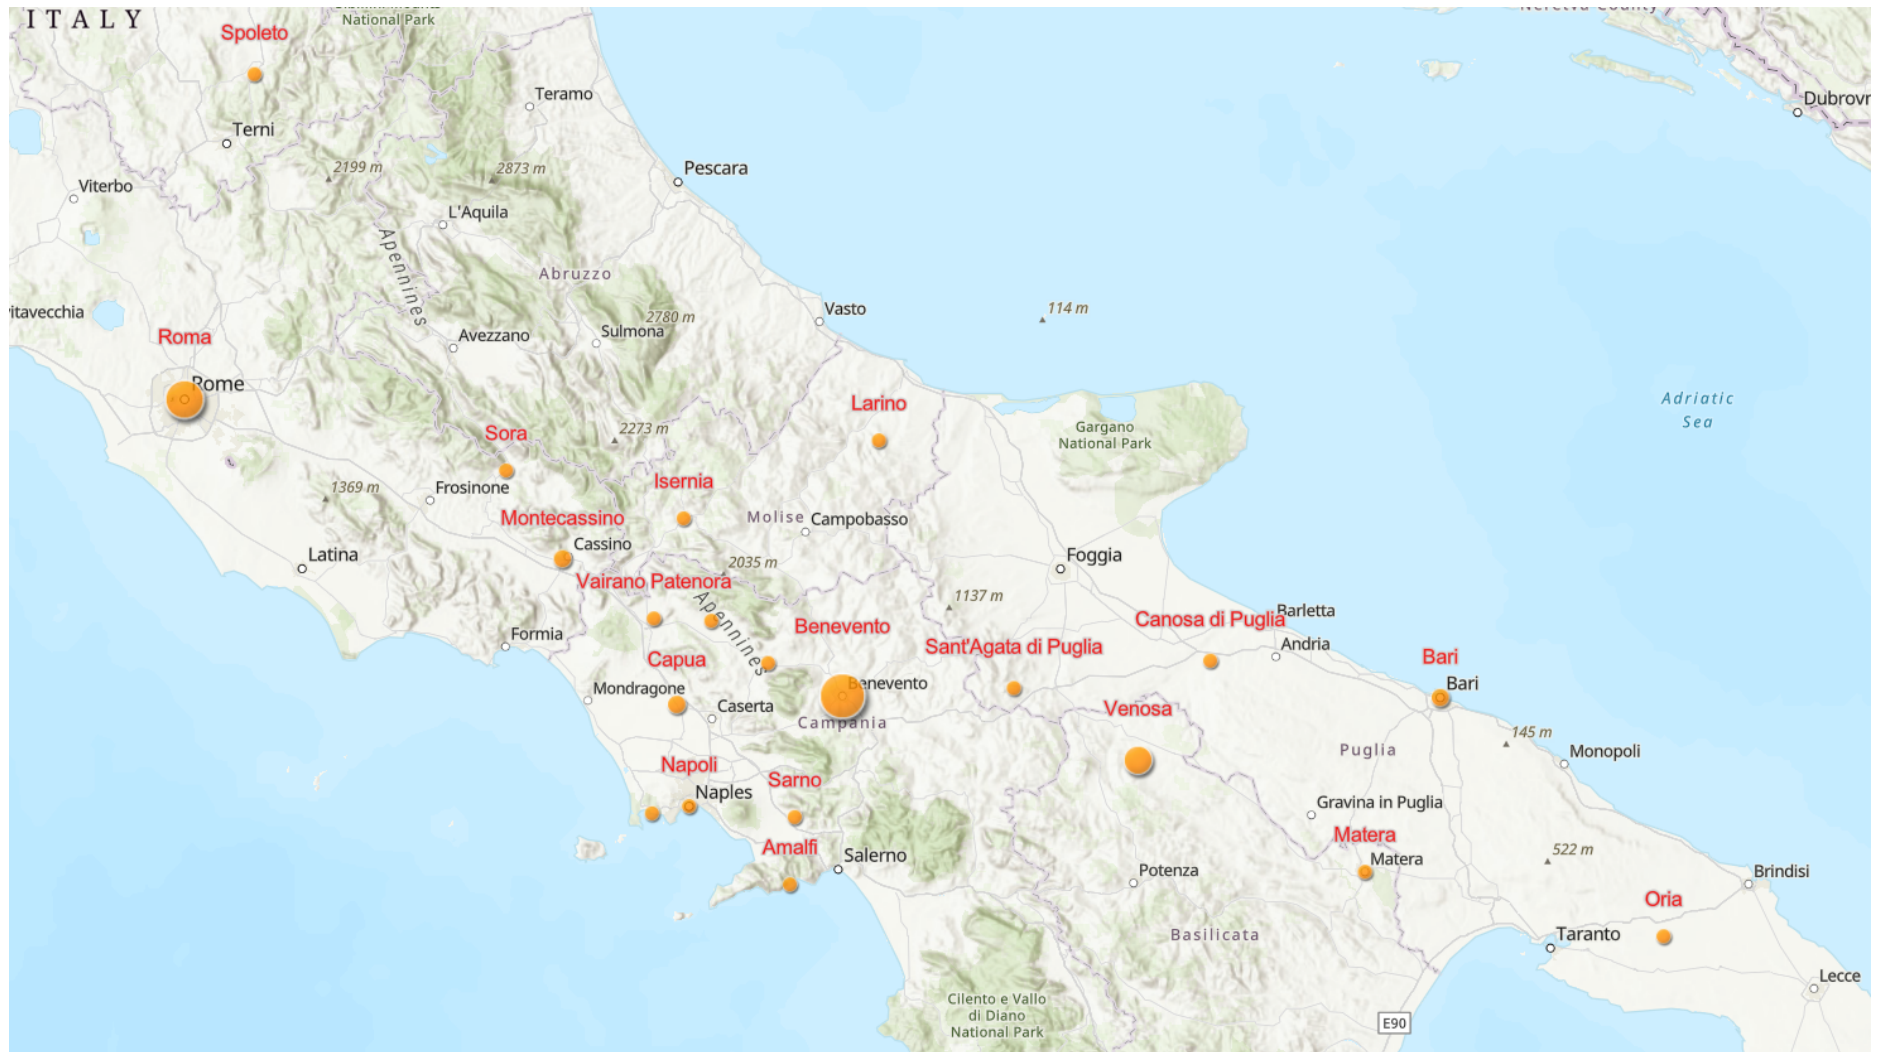 ITALY
National Park
Neretva County
Spoleto
Teramo
Dubrovr
Terni
2199 m
2873 m
Pescara
Viterbo
L'Aquila
Apennines
Abruzzo
vitavecchia
Roma
Rome
Avezzano
Sulmona
2780 m
Vasto
114 m
Adriatic
Sea
Larino
Gargano
National Park
Sora
2273 m
Frosinone
1369 m
Isernia
Montecassino
Cassino
Molise
Campobasso
Latina
2035 m
Foggia
Vairano Patenora
Apennines
1137 m
Barletta
Canosa di Puglia
Andria
Formia
Benevento
Sant'Agata di Puglia
Capua
Bari
Bari
Mondragone
Benevento
Caserta
Campania
Venosa
145 m
Puglia
Monopoli
Napoli
Naples
Sarno
Gravina in Puglia
Matera
Matera
Amalfi
Salerno
522 m
Potenza
Brindisi
Oria
Basilicata
Taranto
Lecce
Cilento e Vallo
di Diano
National Park
E90